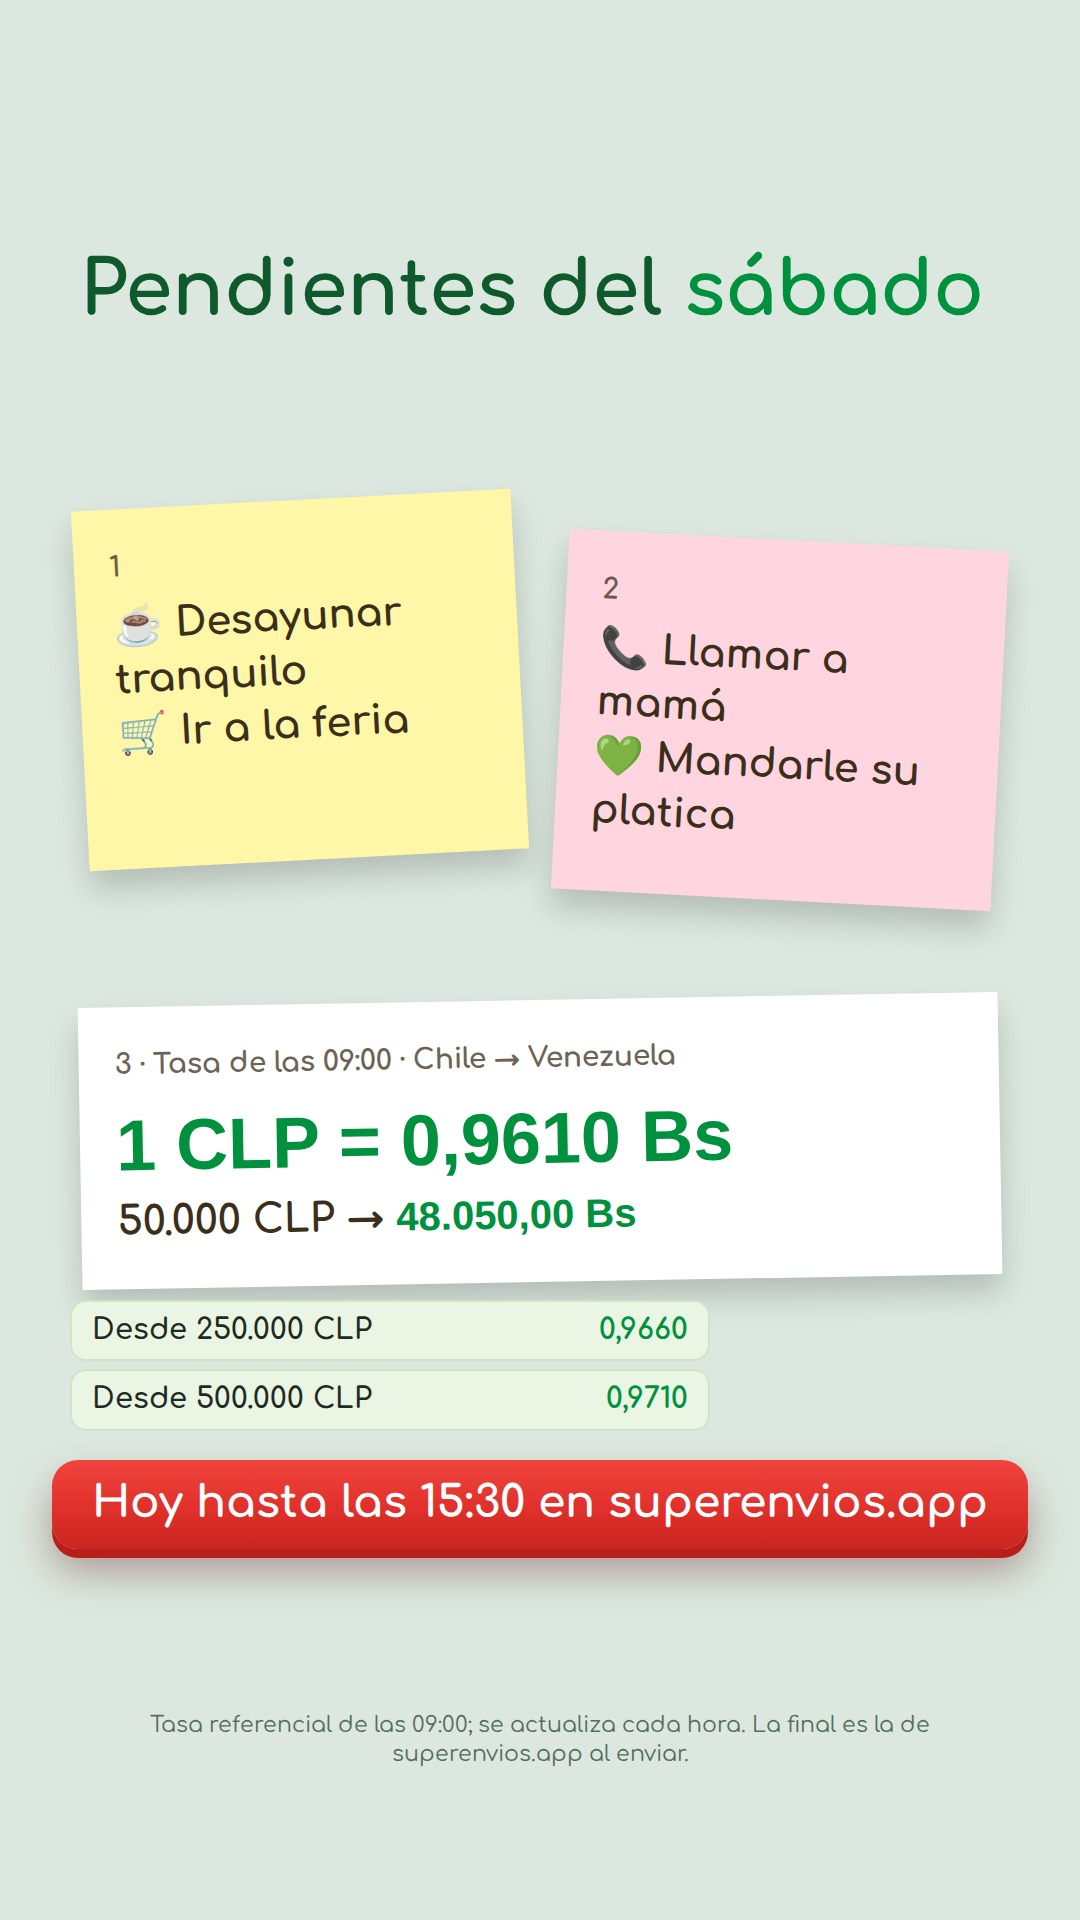 Pendientes del sábado
1
☕ Desayunar
tranquilo
🛒 Ir a la feria
2
📞 Llamar a
mamá
💚 Mandarle su
platica
3 · Tasa de las 09:00 · Chile → Venezuela
1 CLP = 0,9610 Bs
50.000 CLP → 48.050,00 Bs
Desde 250.000 CLP 0,9660
Desde 500.000 CLP 0,9710
Hoy hasta las 15:30 en superenvios.app
Tasa referencial de las 09:00; se actualiza cada hora. La final es la de
superenvios.app al enviar.